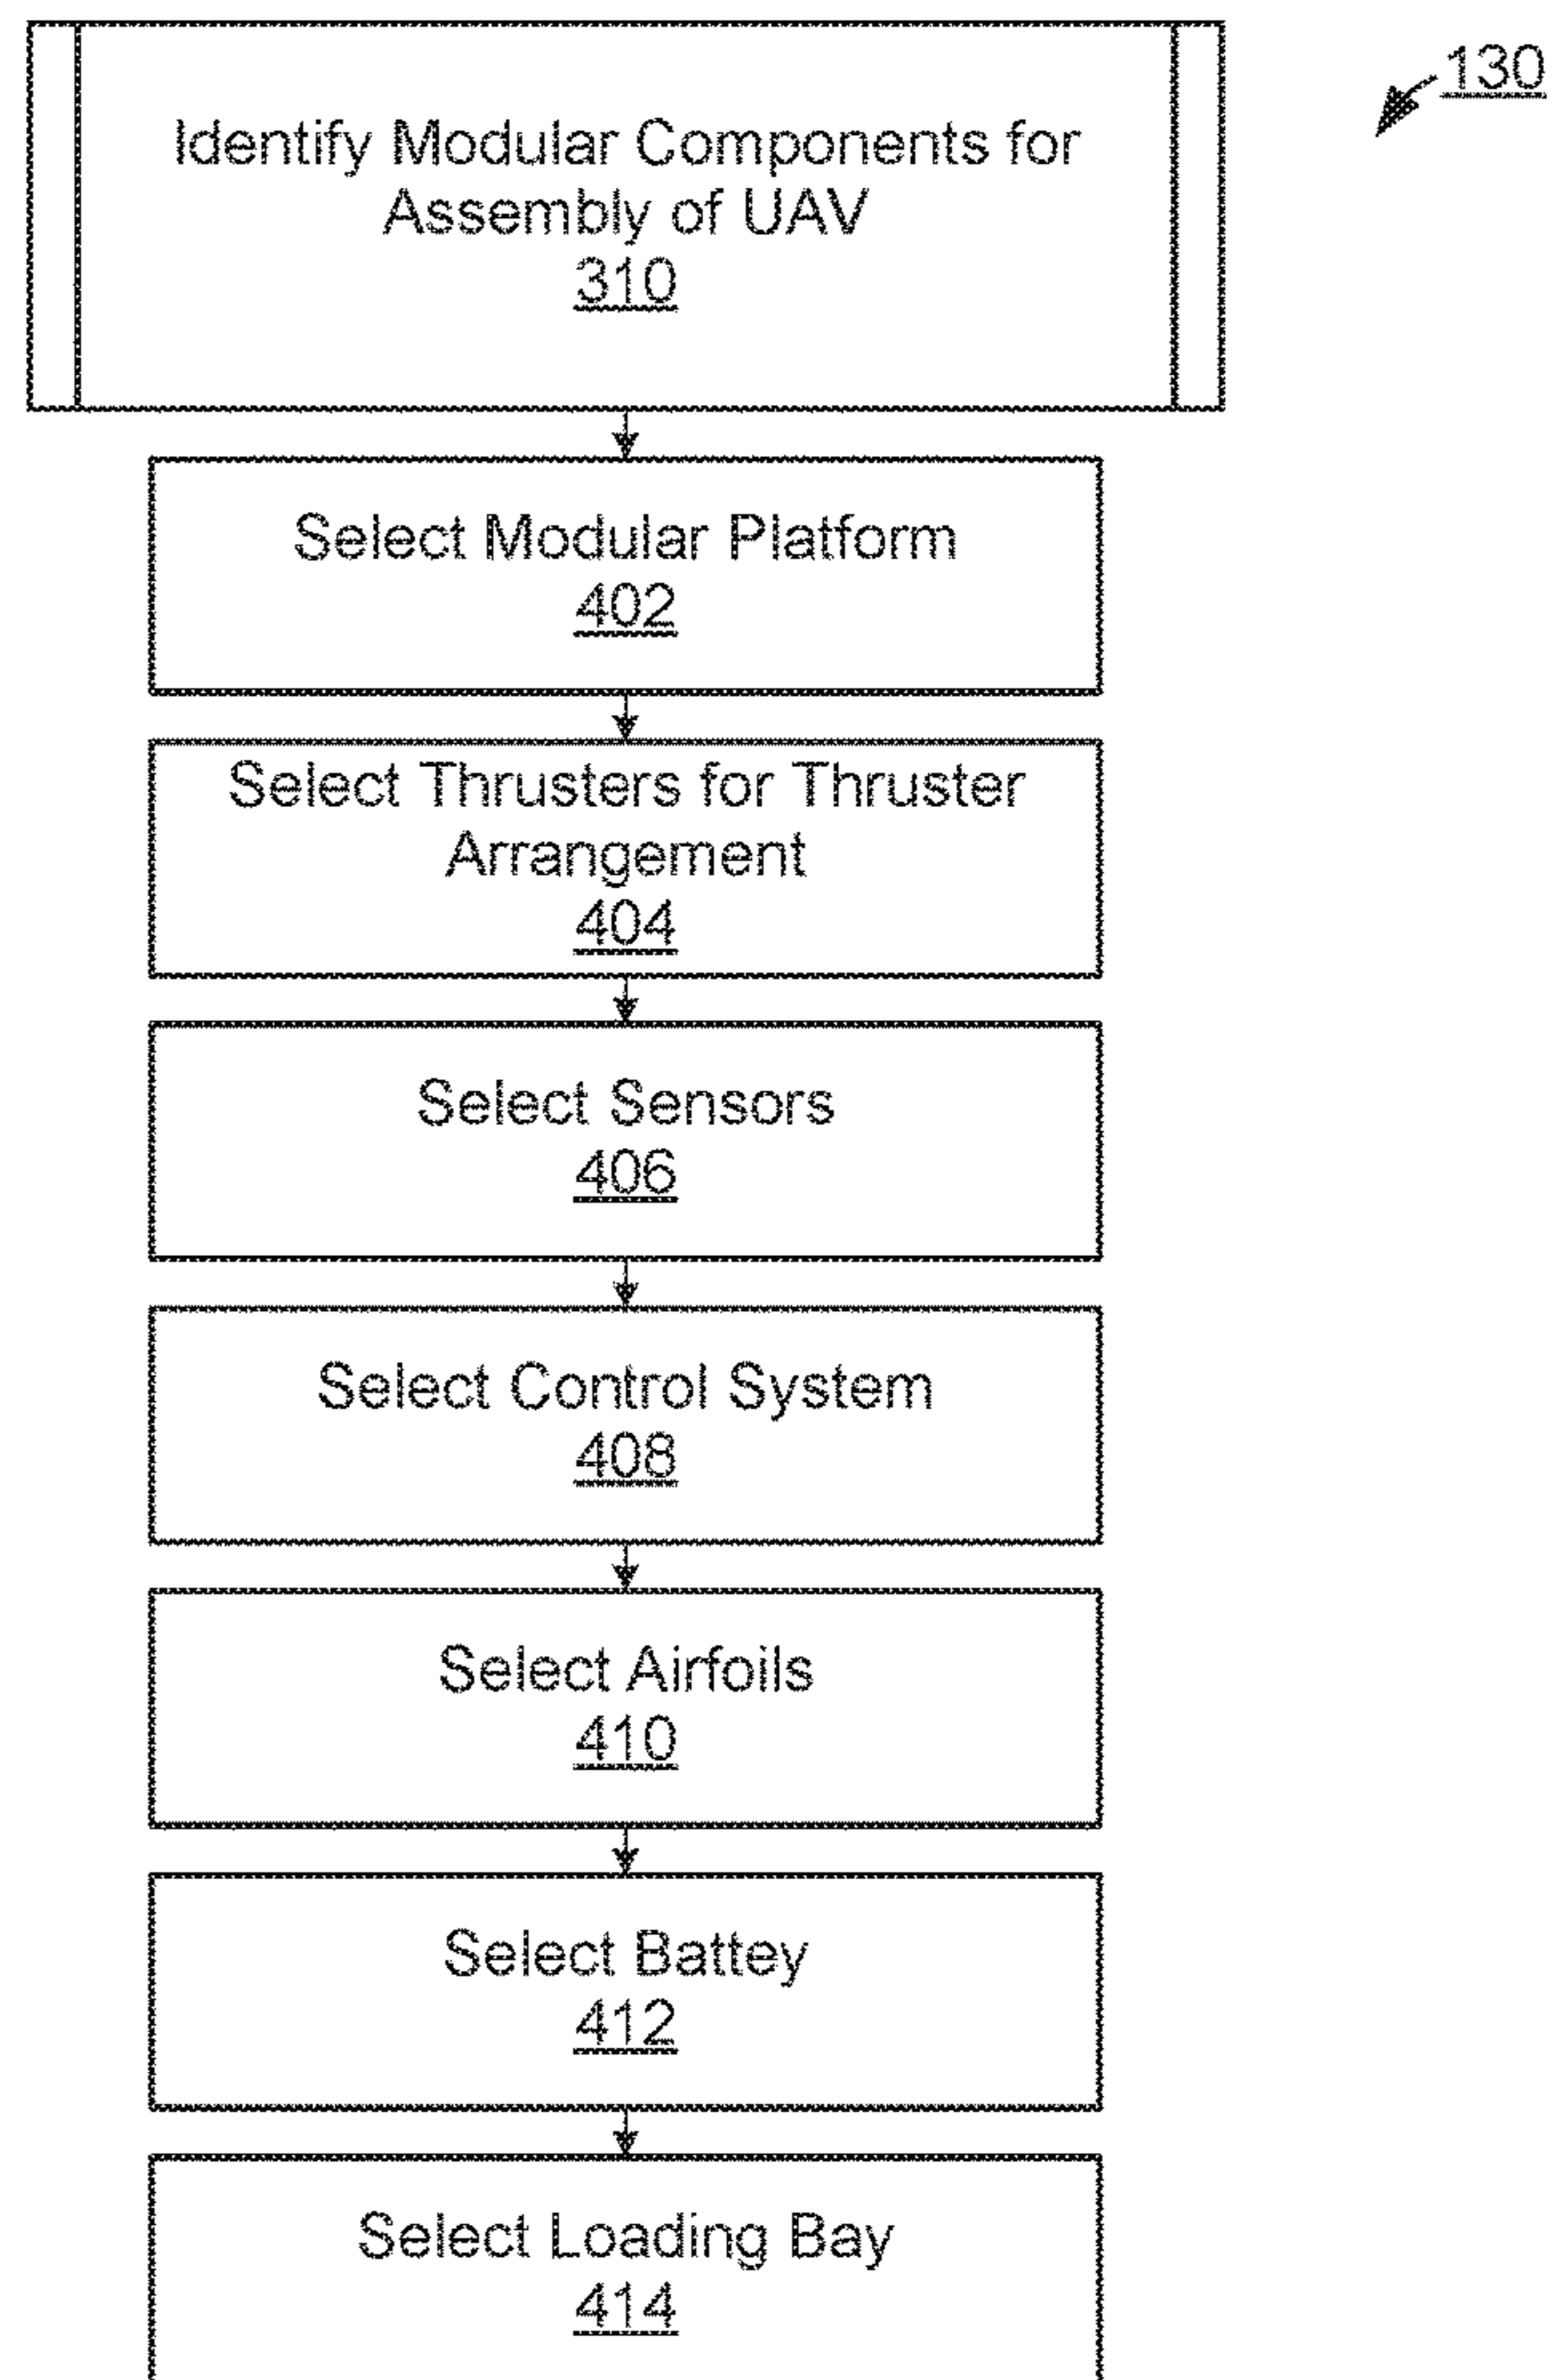 130
Identify Modular Components for
Assembly of UAV
310
Select Modular Platform
402
Select Thrusters for Thruster
Arrangement
404
Select Sensors
406
Select Control System
408
Select Airfoils
410
Select Battey
412
Select Loading Bay
414